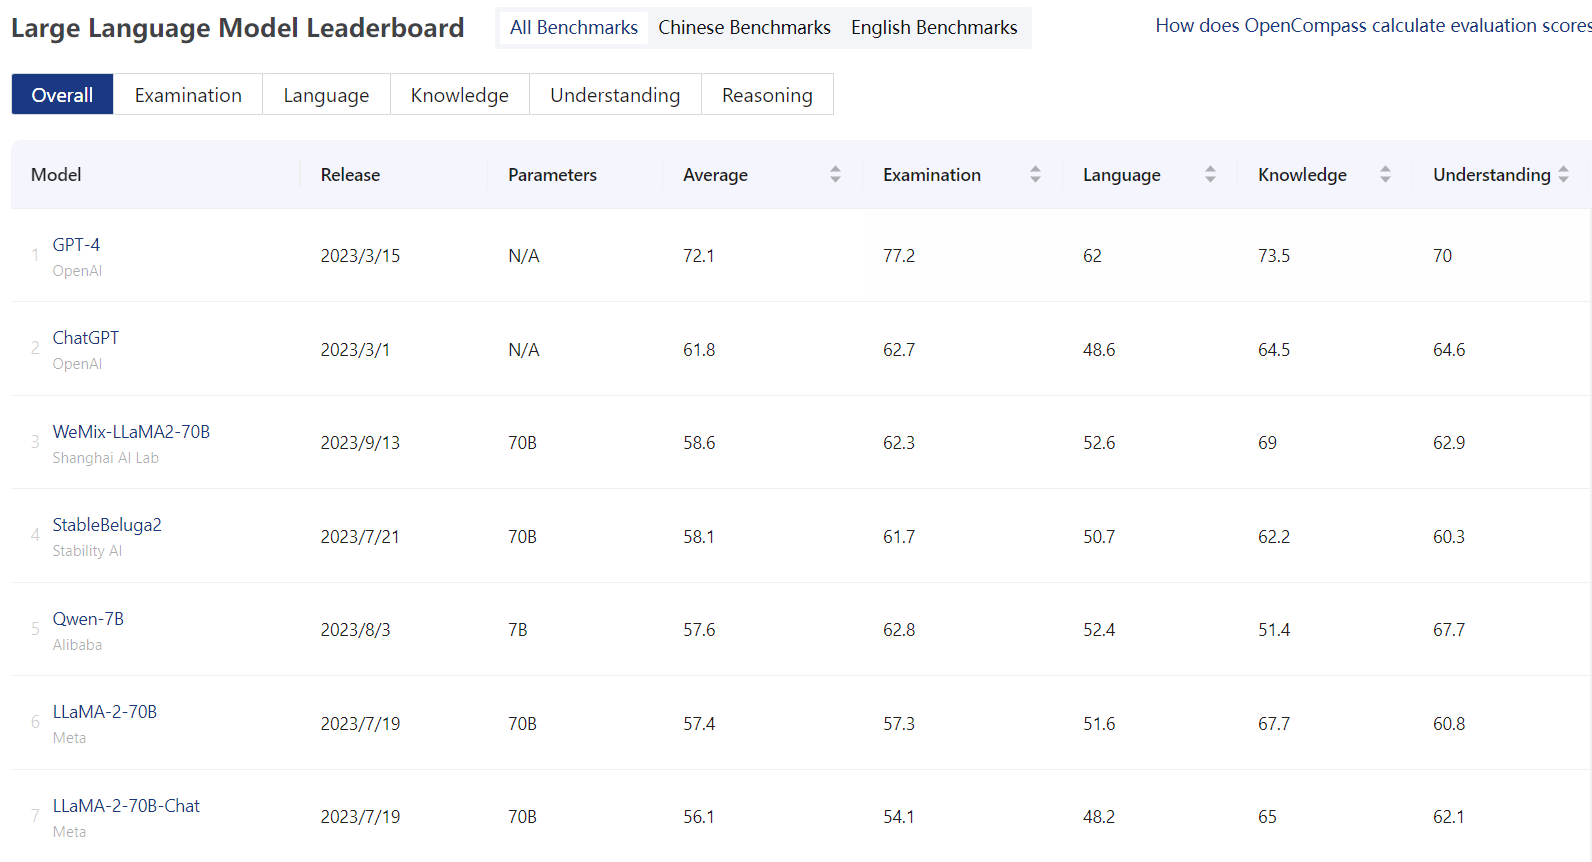 Large Language Model Leaderboard All Benchmarks Chinese Benchmarks English Benchmarks How does OpenCompass calculate evaluation scores
Overall Examination Language Knowledge Understanding Reasoning
Model Release Parameters Average Examination Language Knowledge Understanding
1 GPT-4 2023/3/15 N/A 72.1 77.2 62 73.5 70
OpenAI
2 ChatGPT 2023/3/1 N/A 61.8 62.7 48.6 64.5 64.6
OpenAI
3 WeMix-LLaMA2-70B 2023/9/13 70B 58.6 62.3 52.6 69 62.9
Shanghai AI Lab
4 StableBeluga2 2023/7/21 70B 58.1 61.7 50.7 62.2 60.3
Stability AI
5 Qwen-7B 2023/8/3 7B 57.6 62.8 52.4 51.4 67.7
Alibaba
6 LLaMA-2-70B 2023/7/19 70B 57.4 57.3 51.6 67.7 60.8
Meta
7 LLaMA-2-70B-Chat 2023/7/19 70B 56.1 54.1 48.2 65 62.1
Meta